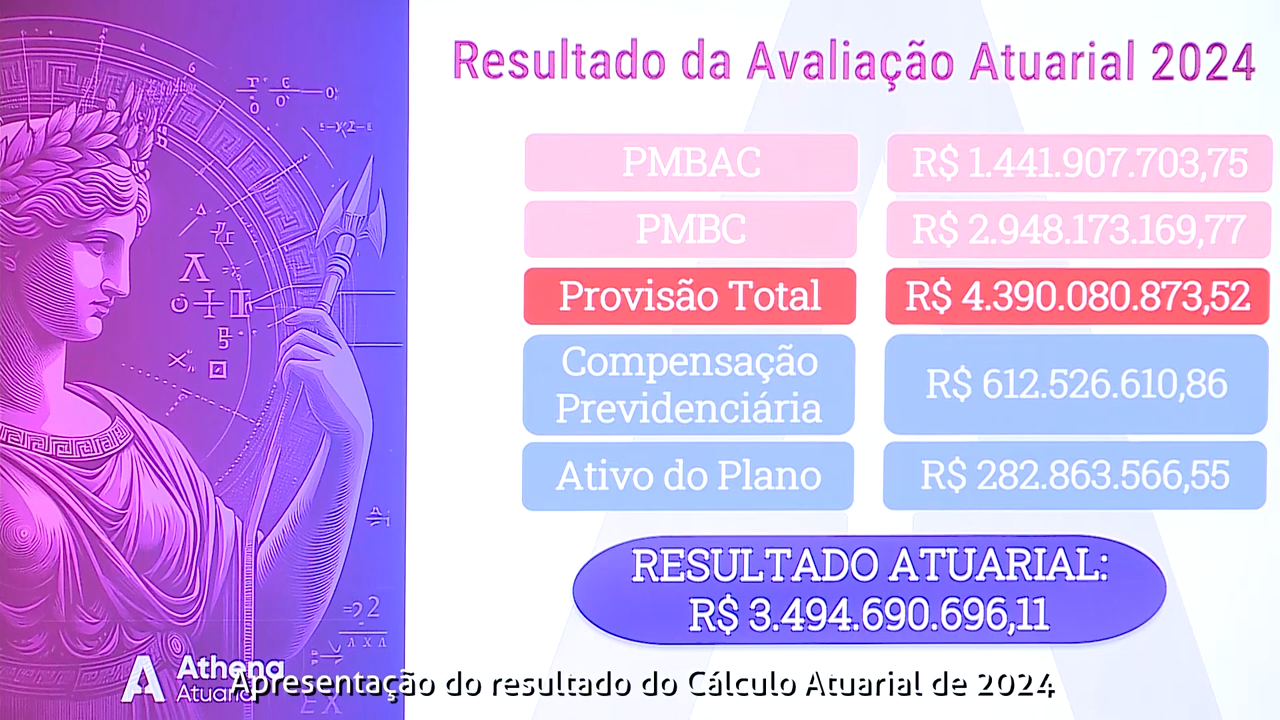 Resultado da Avaliação Atuarial 2024
PMBAC
R$ 1.441.907.703,75
PMBC
R$ 2.948.173.169,77
Provisão Total
R$ 4.390.080.873,52
Compensação
Previdenciária
R$ 612.526.610,86
Ativo do Plano
R$ 282.863.566,55
RESULTADO ATUARIAL:
R$ 3.494.690.696,11
Athena
Atuarial
Apresentação do resultado do Cálculo Atuarial de 2024